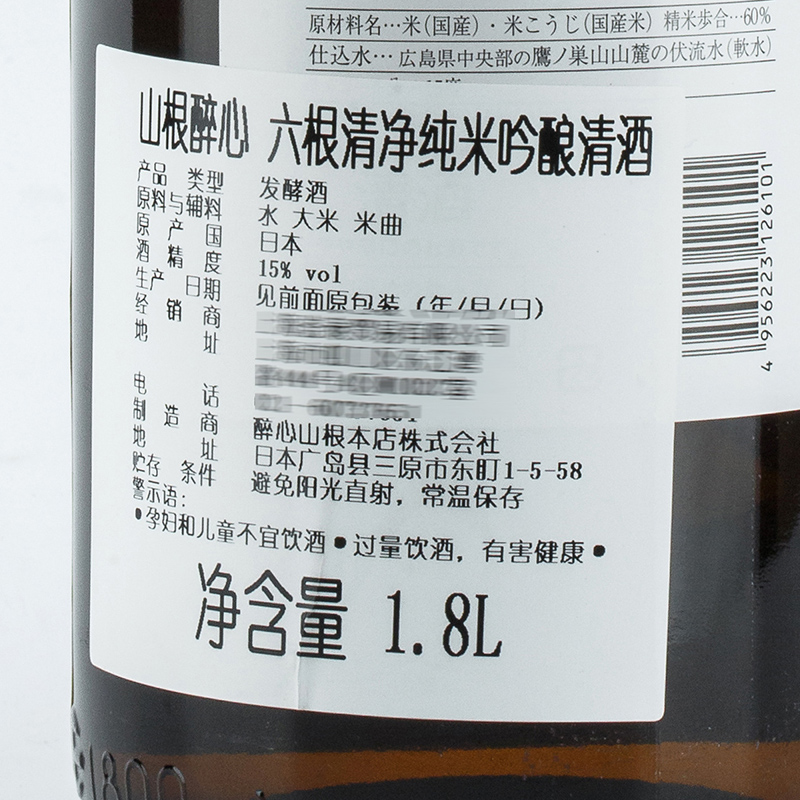 原材料名…米(国産)・米こうじ(国産米) 精米歩合…60%
仕込水…広島県中央部の鷹ノ巣山山麓の伏流水(軟水)
山根醉心 六根清净纯米吟酿清酒
产品 类型 发酵酒
原料与辅料 水 大米 米曲
原产国 日本
酒精度 15% vol
生产日期 见前面原包装 (年/月/日)
经销商
地址
电话
制造商 醉心山根本店株式会社
地址 日本广岛县三原市东町1-5-58
贮存 条件 避免阳光直射，常温保存
警示语：
•孕妇和儿童不宜饮酒•过量饮酒，有害健康•
净含量 1.8L
4 956223 126101
1800